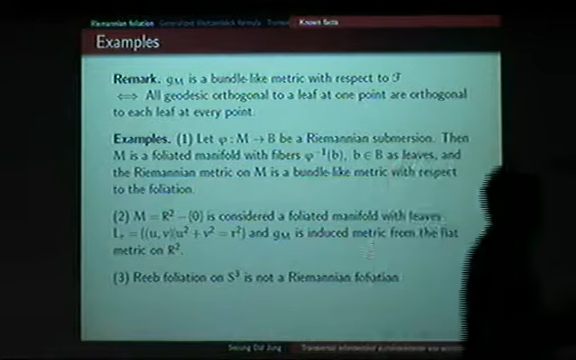 Riemannian foliation Generalized Weitzenböck formula Known facts
Examples
Remark. g_M is a bundle-like metric with respect to ℱ
⟺ All geodesic orthogonal to a leaf at one point are orthogonal
to each leaf at every point.
Examples. (1) Let φ : M → B be a Riemannian submersion. Then
M is a foliated manifold with fibers φ⁻¹(b), b ∈ B as leaves, and
the Riemannian metric on M is a bundle-like metric with respect
to the foliation.
(2) M = R² − {0} is considered a foliated manifold with leaves
L_r = {(u, v)|u² + v² = r²} and g_M is induced metric from the flat
metric on R².
(3) Reeb foliation on S³ is not a Riemannian foliation
Seoung Dal Jung Transversal